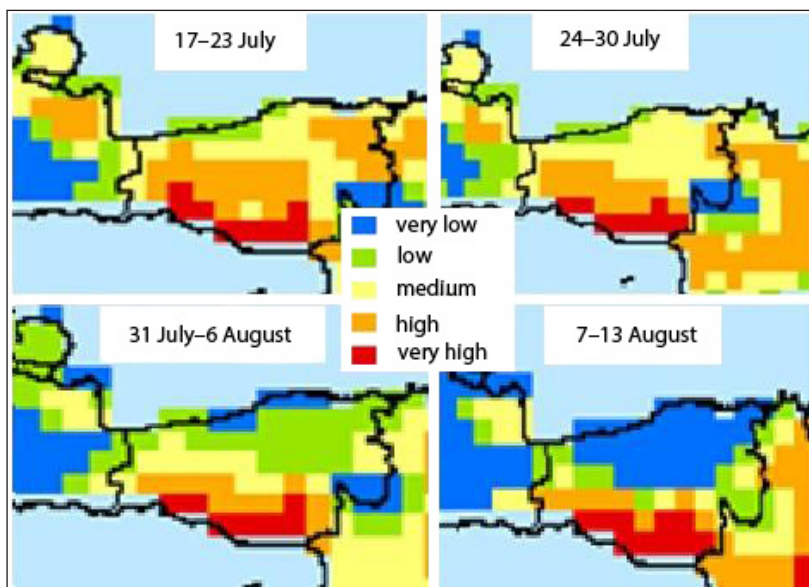 17–23 July
24–30 July
very low
low
medium
high
very high
31 July–6 August
7–13 August